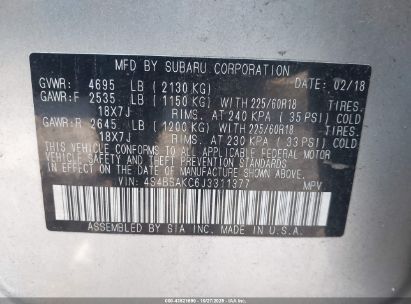 MFD. BY SUBARU CORPORATION
GVWR: 4695 LB (2130 KG) DATE: 02/18
GAWR:F 2535 LB (1150 KG) WITH 225/60R18 TIRES.
18X7J RIMS. AT 240 KPA (35 PSI) COLD
GAWR:R 2645 LB (1200 KG) WITH 225/60R18 TIRES.
18X7J RIMS. AT 230 KPA (33 PSI) COLD
THIS VEHICLE CONFORMS TO ALL APPLICABLE
FEDERAL MOTOR VEHICLE SAFETY STANDARDS
IN EFFECT ON THE DATE OF MANUFACTURE
SHOWN ABOVE.
VIN: 4S4BSAKC6J3311377 MPV
ASSEMBLED BY SIA INC. MADE IN U.S.A.